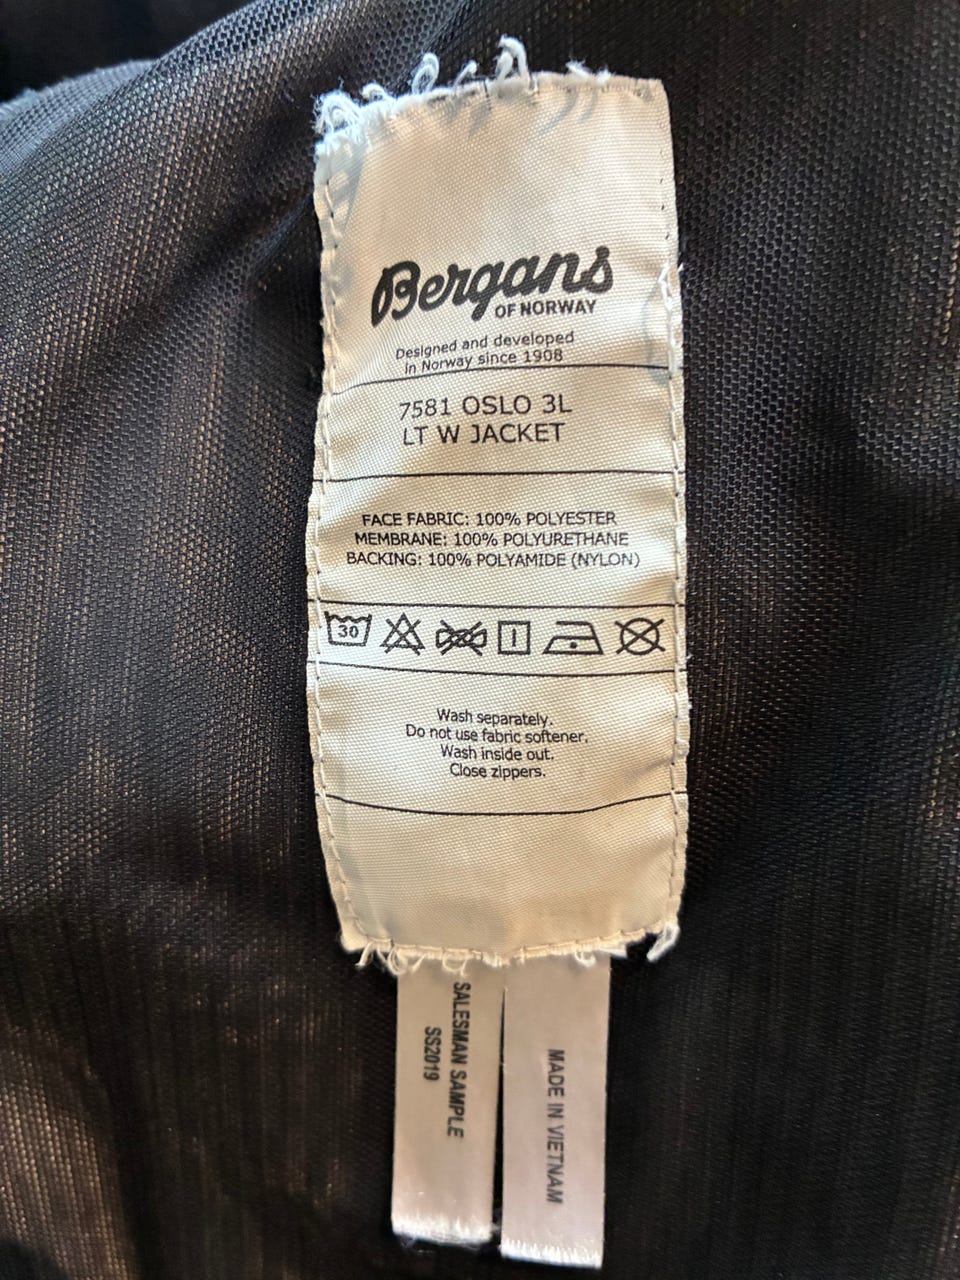 Bergans
OF NORWAY
Designed and developed
in Norway since 1908
7581 OSLO 3L
LT W JACKET
FACE FABRIC: 100% POLYESTER
MEMBRANE: 100% POLYURETHANE
BACKING: 100% POLYAMIDE (NYLON)
30
Wash separately.
Do not use fabric softener.
Wash inside out.
Close zippers.
SALESMAN SAMPLE
SS2019
MADE IN VIETNAM